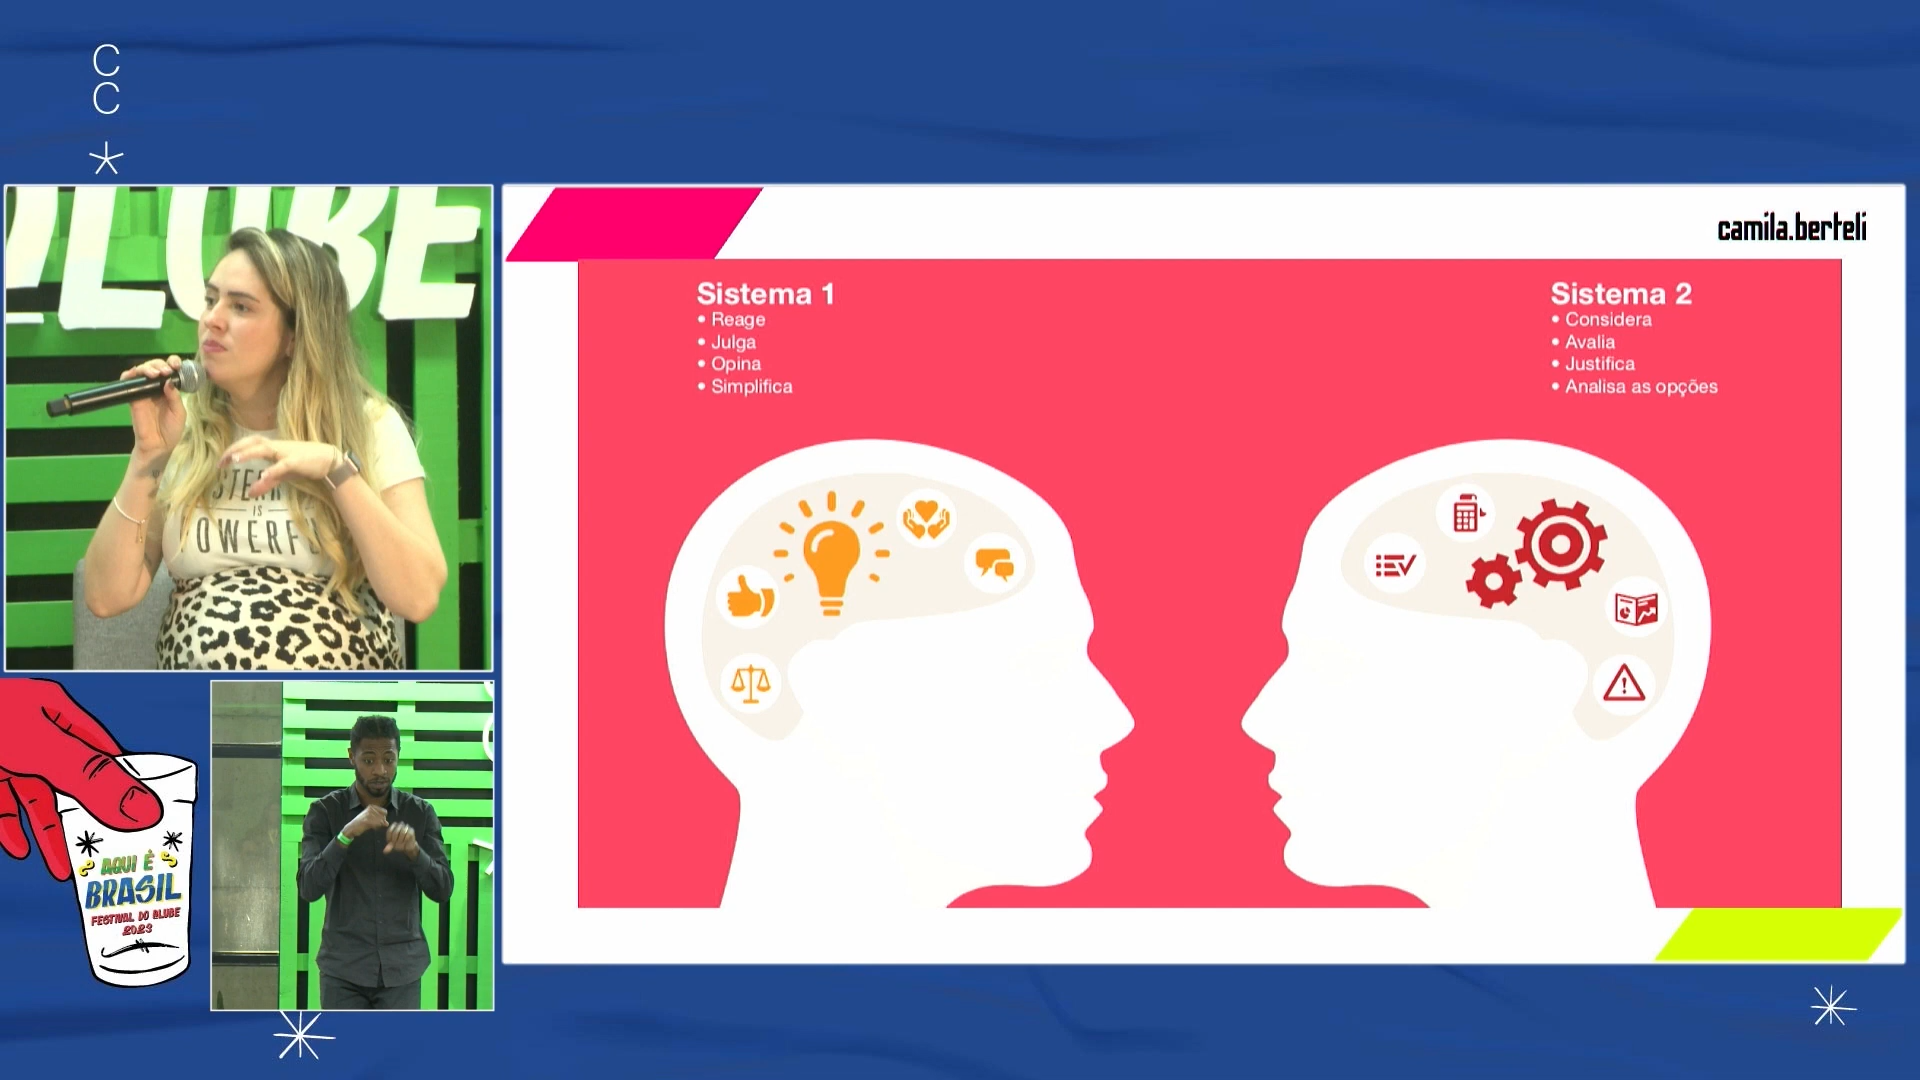 C
C
camila.berteli
Sistema 1
• Reage
• Julga
• Opina
• Simplifica
Sistema 2
• Considera
• Avalia
• Justifica
• Analisa as opções
IS
AQUI É
BRASIL
FESTIVAL DO CLUBE
2023